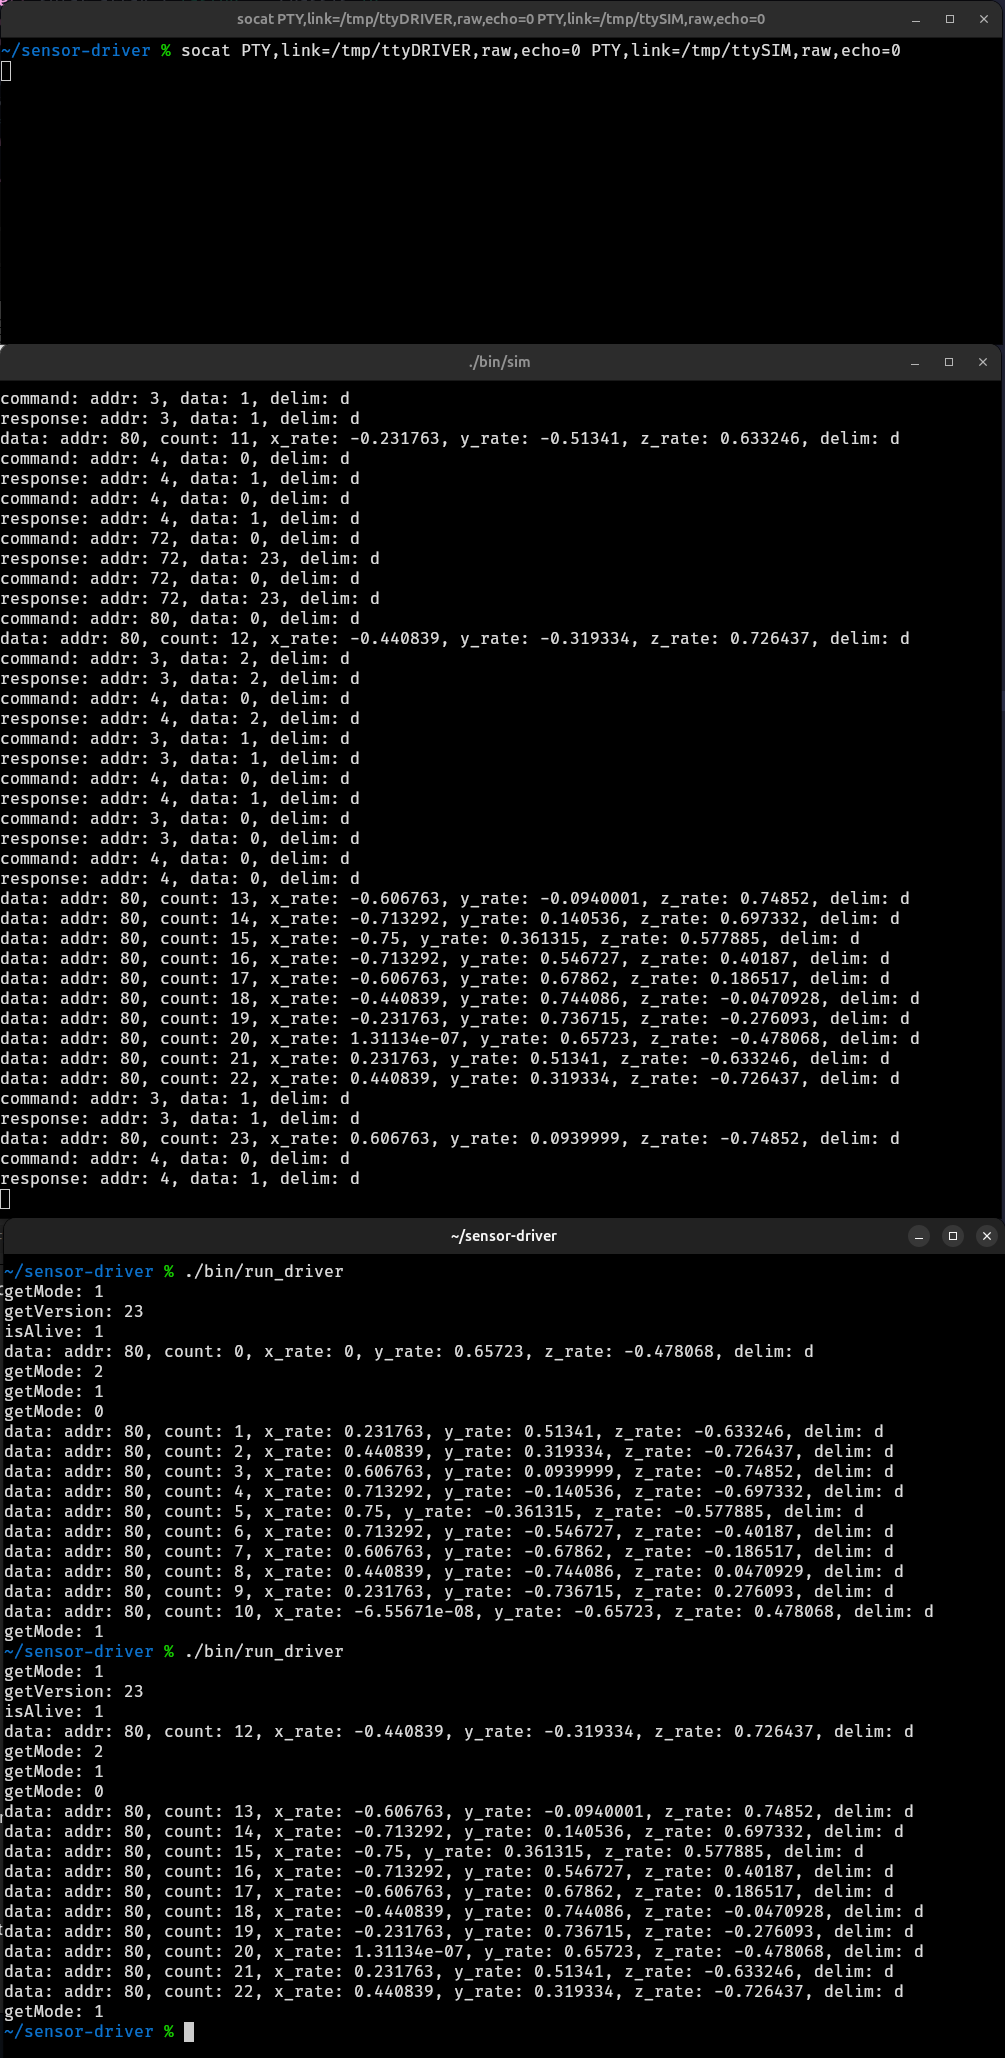 socat PTY,link=/tmp/ttyDRIVER,raw,echo=0 PTY,link=/tmp/ttySIM,raw,echo=0
~/sensor-driver % socat PTY,link=/tmp/ttyDRIVER,raw,echo=0 PTY,link=/tmp/ttySIM,raw,echo=0
./bin/sim
command: addr: 3, data: 1, delim: d
response: addr: 3, data: 1, delim: d
data: addr: 80, count: 11, x_rate: -0.231763, y_rate: -0.51341, z_rate: 0.633246, delim: d
command: addr: 4, data: 0, delim: d
response: addr: 4, data: 1, delim: d
command: addr: 4, data: 0, delim: d
response: addr: 4, data: 1, delim: d
command: addr: 72, data: 0, delim: d
response: addr: 72, data: 23, delim: d
command: addr: 72, data: 0, delim: d
response: addr: 72, data: 23, delim: d
command: addr: 80, data: 0, delim: d
data: addr: 80, count: 12, x_rate: -0.440839, y_rate: -0.319334, z_rate: 0.726437, delim: d
command: addr: 3, data: 2, delim: d
response: addr: 3, data: 2, delim: d
command: addr: 4, data: 0, delim: d
response: addr: 4, data: 2, delim: d
command: addr: 3, data: 1, delim: d
response: addr: 3, data: 1, delim: d
command: addr: 4, data: 0, delim: d
response: addr: 4, data: 1, delim: d
command: addr: 3, data: 0, delim: d
response: addr: 3, data: 0, delim: d
command: addr: 4, data: 0, delim: d
response: addr: 4, data: 0, delim: d
data: addr: 80, count: 13, x_rate: -0.606763, y_rate: -0.0940001, z_rate: 0.74852, delim: d
data: addr: 80, count: 14, x_rate: -0.713292, y_rate: 0.140536, z_rate: 0.697332, delim: d
data: addr: 80, count: 15, x_rate: -0.75, y_rate: 0.361315, z_rate: 0.577885, delim: d
data: addr: 80, count: 16, x_rate: -0.713292, y_rate: 0.546727, z_rate: 0.40187, delim: d
data: addr: 80, count: 17, x_rate: -0.606763, y_rate: 0.67862, z_rate: 0.186517, delim: d
data: addr: 80, count: 18, x_rate: -0.440839, y_rate: 0.744086, z_rate: -0.0470928, delim: d
data: addr: 80, count: 19, x_rate: -0.231763, y_rate: 0.736715, z_rate: -0.276093, delim: d
data: addr: 80, count: 20, x_rate: 1.31134e-07, y_rate: 0.65723, z_rate: -0.478068, delim: d
data: addr: 80, count: 21, x_rate: 0.231763, y_rate: 0.51341, z_rate: -0.633246, delim: d
data: addr: 80, count: 22, x_rate: 0.440839, y_rate: 0.319334, z_rate: -0.726437, delim: d
command: addr: 3, data: 1, delim: d
response: addr: 3, data: 1, delim: d
data: addr: 80, count: 23, x_rate: 0.606763, y_rate: 0.0939999, z_rate: -0.74852, delim: d
command: addr: 4, data: 0, delim: d
response: addr: 4, data: 1, delim: d
~/sensor-driver
~/sensor-driver % ./bin/run_driver
getMode: 1
getVersion: 23
isAlive: 1
data: addr: 80, count: 0, x_rate: 0, y_rate: 0.65723, z_rate: -0.478068, delim: d
getMode: 2
getMode: 1
getMode: 0
data: addr: 80, count: 1, x_rate: 0.231763, y_rate: 0.51341, z_rate: -0.633246, delim: d
data: addr: 80, count: 2, x_rate: 0.440839, y_rate: 0.319334, z_rate: -0.726437, delim: d
data: addr: 80, count: 3, x_rate: 0.606763, y_rate: 0.0939999, z_rate: -0.74852, delim: d
data: addr: 80, count: 4, x_rate: 0.713292, y_rate: -0.140536, z_rate: -0.697332, delim: d
data: addr: 80, count: 5, x_rate: 0.75, y_rate: -0.361315, z_rate: -0.577885, delim: d
data: addr: 80, count: 6, x_rate: 0.713292, y_rate: -0.546727, z_rate: -0.40187, delim: d
data: addr: 80, count: 7, x_rate: 0.606763, y_rate: -0.67862, z_rate: -0.186517, delim: d
data: addr: 80, count: 8, x_rate: 0.440839, y_rate: -0.744086, z_rate: 0.0470929, delim: d
data: addr: 80, count: 9, x_rate: 0.231763, y_rate: -0.736715, z_rate: 0.276093, delim: d
data: addr: 80, count: 10, x_rate: -6.55671e-08, y_rate: -0.65723, z_rate: 0.478068, delim: d
getMode: 1
~/sensor-driver % ./bin/run_driver
getMode: 1
getVersion: 23
isAlive: 1
data: addr: 80, count: 12, x_rate: -0.440839, y_rate: -0.319334, z_rate: 0.726437, delim: d
getMode: 2
getMode: 1
getMode: 0
data: addr: 80, count: 13, x_rate: -0.606763, y_rate: -0.0940001, z_rate: 0.74852, delim: d
data: addr: 80, count: 14, x_rate: -0.713292, y_rate: 0.140536, z_rate: 0.697332, delim: d
data: addr: 80, count: 15, x_rate: -0.75, y_rate: 0.361315, z_rate: 0.577885, delim: d
data: addr: 80, count: 16, x_rate: -0.713292, y_rate: 0.546727, z_rate: 0.40187, delim: d
data: addr: 80, count: 17, x_rate: -0.606763, y_rate: 0.67862, z_rate: 0.186517, delim: d
data: addr: 80, count: 18, x_rate: -0.440839, y_rate: 0.744086, z_rate: -0.0470928, delim: d
data: addr: 80, count: 19, x_rate: -0.231763, y_rate: 0.736715, z_rate: -0.276093, delim: d
data: addr: 80, count: 20, x_rate: 1.31134e-07, y_rate: 0.65723, z_rate: -0.478068, delim: d
data: addr: 80, count: 21, x_rate: 0.231763, y_rate: 0.51341, z_rate: -0.633246, delim: d
data: addr: 80, count: 22, x_rate: 0.440839, y_rate: 0.319334, z_rate: -0.726437, delim: d
getMode: 1
~/sensor-driver %